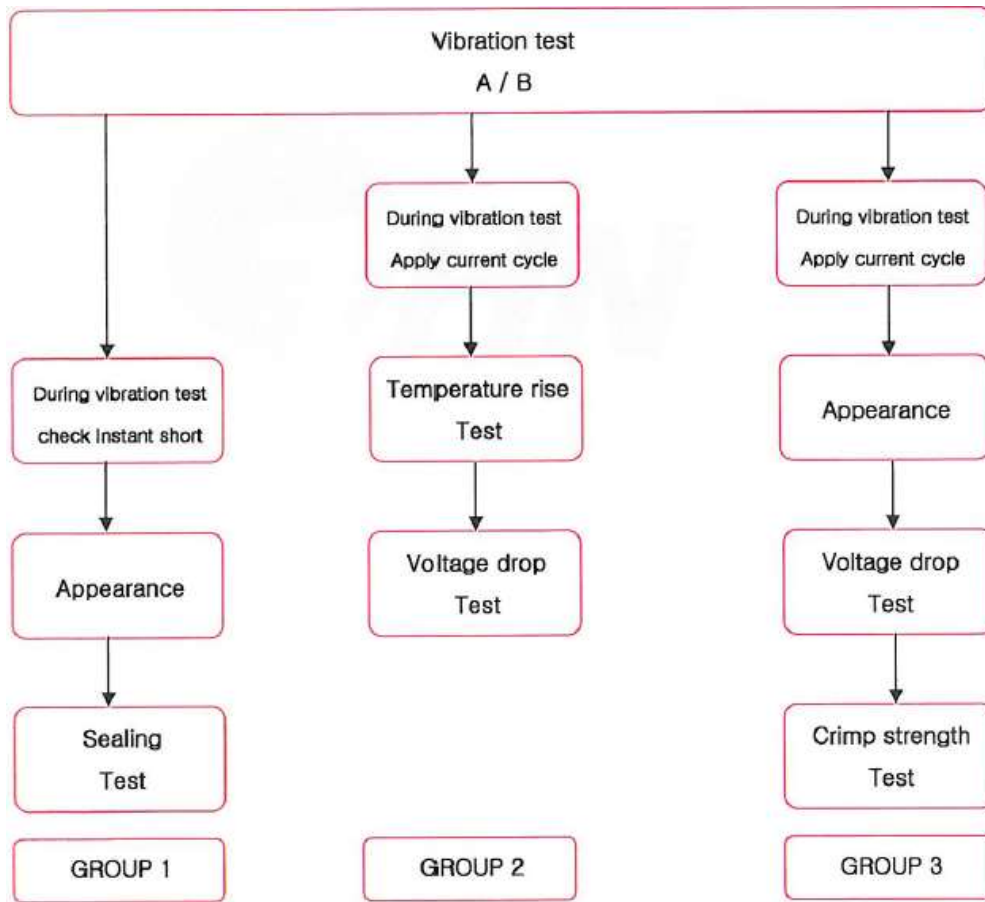 Vibration test
A / B
During vibration test
check instant short
Appearance
Sealing
Test
GROUP 1
During vibration test
Apply current cycle
Temperature rise
Test
Voltage drop
Test
GROUP 2
During vibration test
Apply current cycle
Appearance
Voltage drop
Test
Crimp strength
Test
GROUP 3